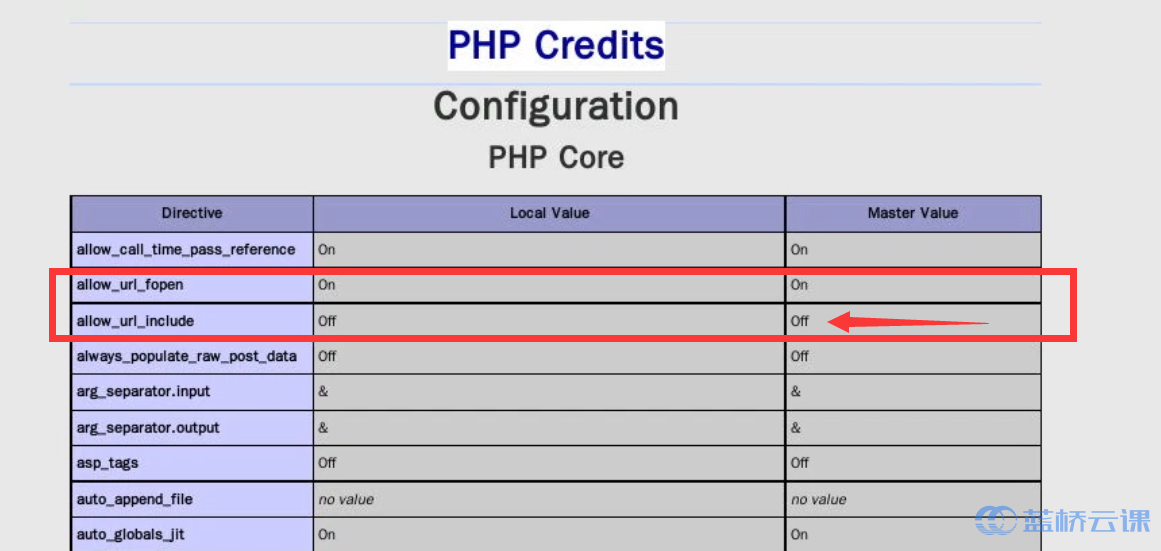 PHP Credits
Configuration
PHP Core
Directive Local Value Master Value
allow_call_time_pass_reference On On
allow_url_fopen On On
allow_url_include Off Off
always_populate_raw_post_data Off Off
arg_separator.input & &
arg_separator.output & &
asp_tags Off Off
auto_append_file no value no value
auto_globals_jit On On
蓝桥云课